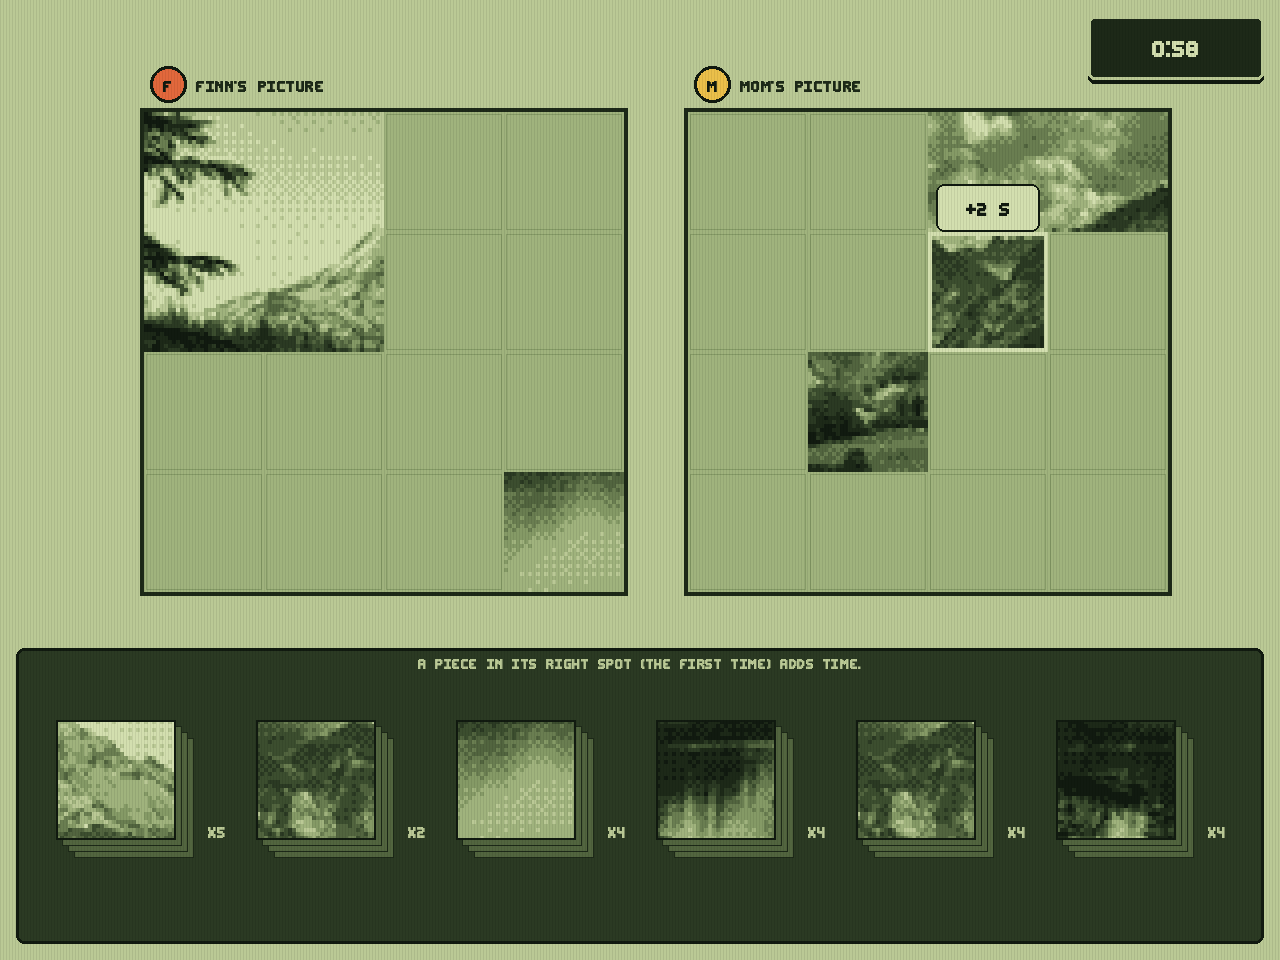 0:58
F FINN'S PICTURE
M MOM'S PICTURE
+2 S
A PIECE IN ITS RIGHT SPOT (THE FIRST TIME) ADDS TIME.
X5 X2 X4 X4 X4 X4